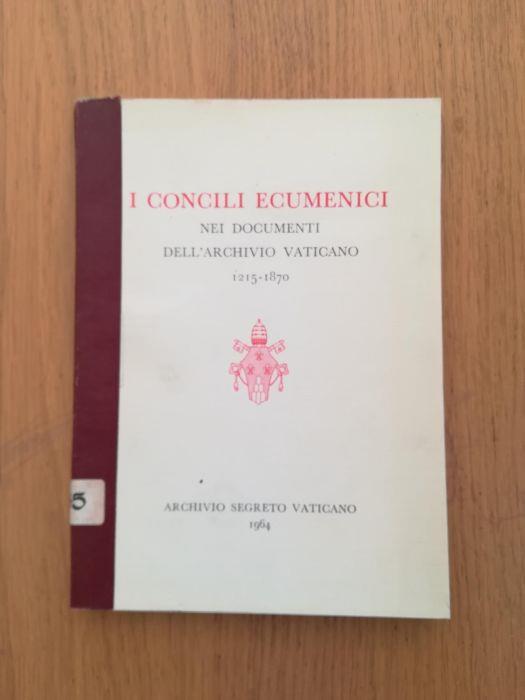 I CONCILI ECUMENICI
NEI DOCUMENTI
DELL'ARCHIVIO VATICANO
1215-1870
5
ARCHIVIO SEGRETO VATICANO
1964